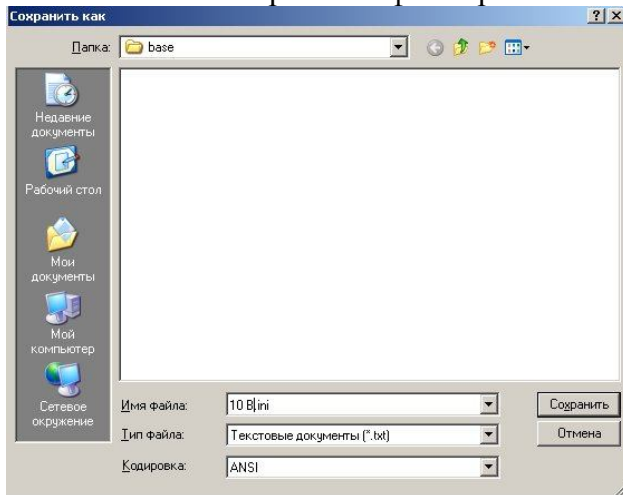 Сохранить как
Папка:
base
Недавние
документы
Рабочий стол
Мои
документы
Мой
компьютер
Сетевое
окружение
Имя файла:
10 В.ini
Сохранить
Тип файла:
Текстовые документы (*.txt)
Отмена
Кодировка:
ANSI